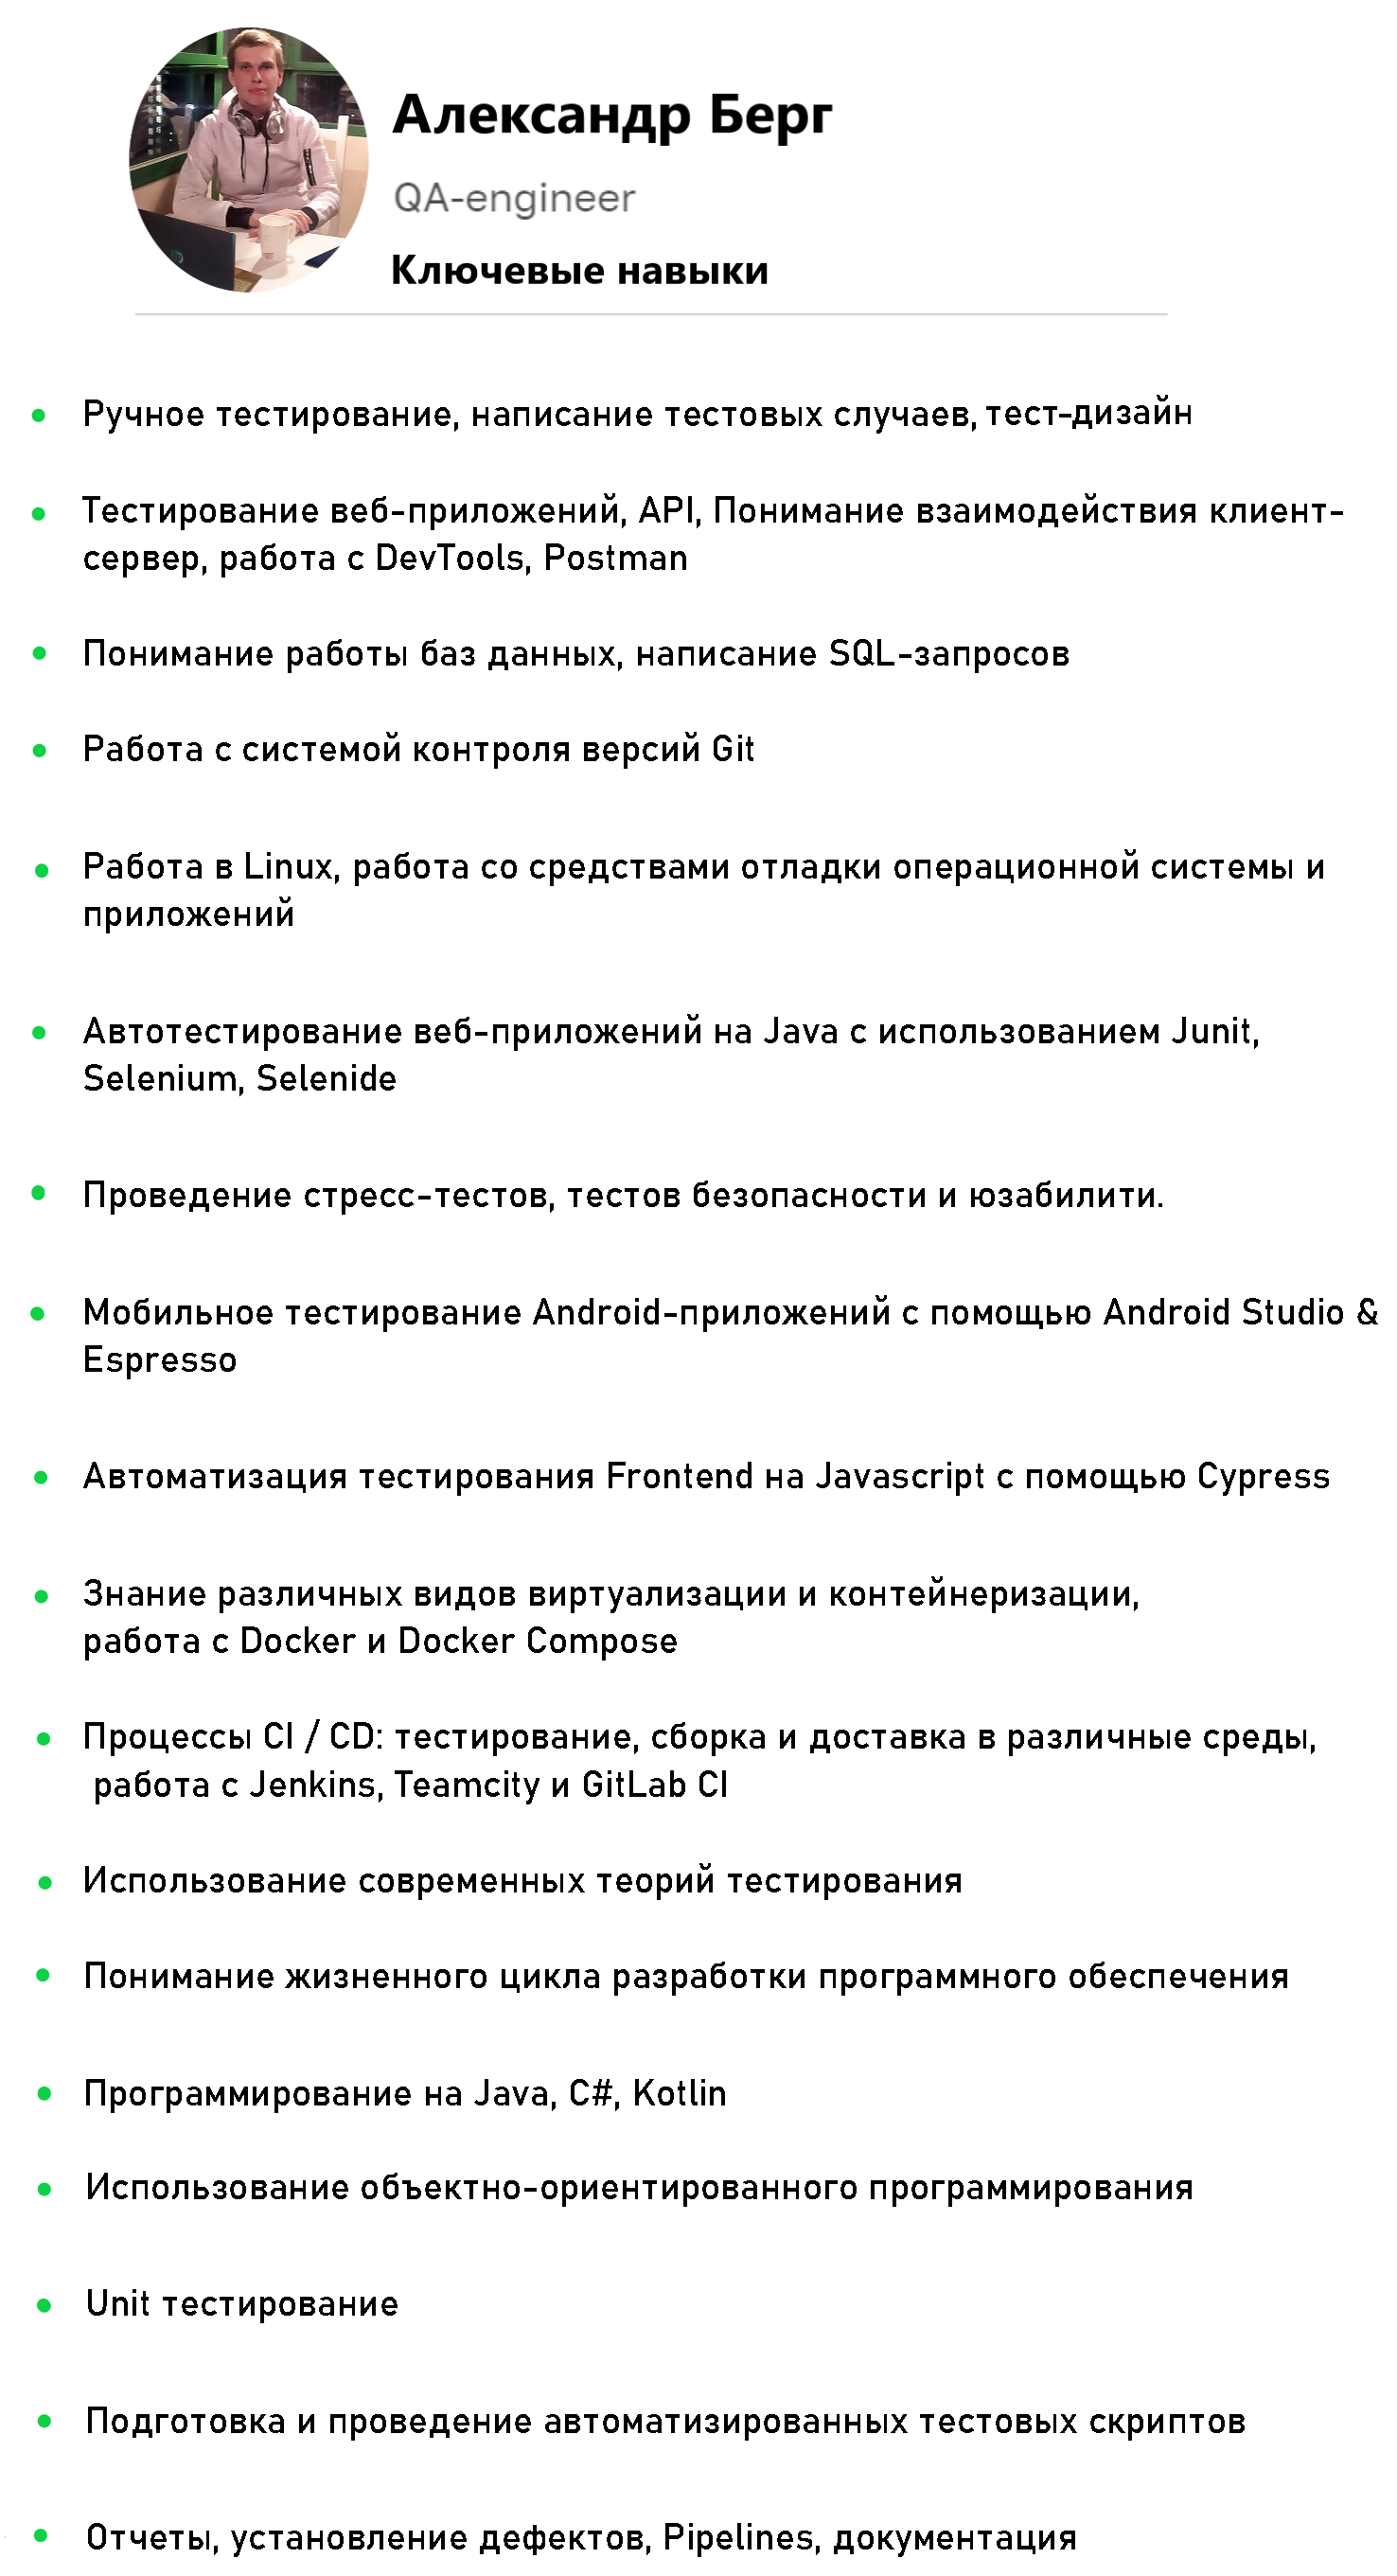 Александр Берг
QA-engineer
Ключевые навыки
Ручное тестирование, написание тестовых случаев, тест-дизайн
Тестирование веб-приложений, API, Понимание взаимодействия клиент-
сервер, работа с DevTools, Postman
Понимание работы баз данных, написание SQL-запросов
Работа с системой контроля версий Git
Работа в Linux, работа со средствами отладки операционной системы и
приложений
Автотестирование веб-приложений на Java с использованием Junit,
Selenium, Selenide
Проведение стресс-тестов, тестов безопасности и юзабилити.
Мобильное тестирование Android-приложений с помощью Android Studio &
Espresso
Автоматизация тестирования Frontend на Javascript с помощью Cypress
Знание различных видов виртуализации и контейнеризации,
работа с Docker и Docker Compose
Процессы CI / CD: тестирование, сборка и доставка в различные среды,
работа с Jenkins, Teamcity и GitLab CI
Использование современных теорий тестирования
Понимание жизненного цикла разработки программного обеспечения
Программирование на Java, C#, Kotlin
Использование объектно-ориентированного программирования
Unit тестирование
Подготовка и проведение автоматизированных тестовых скриптов
Отчеты, установление дефектов, Pipelines, документация